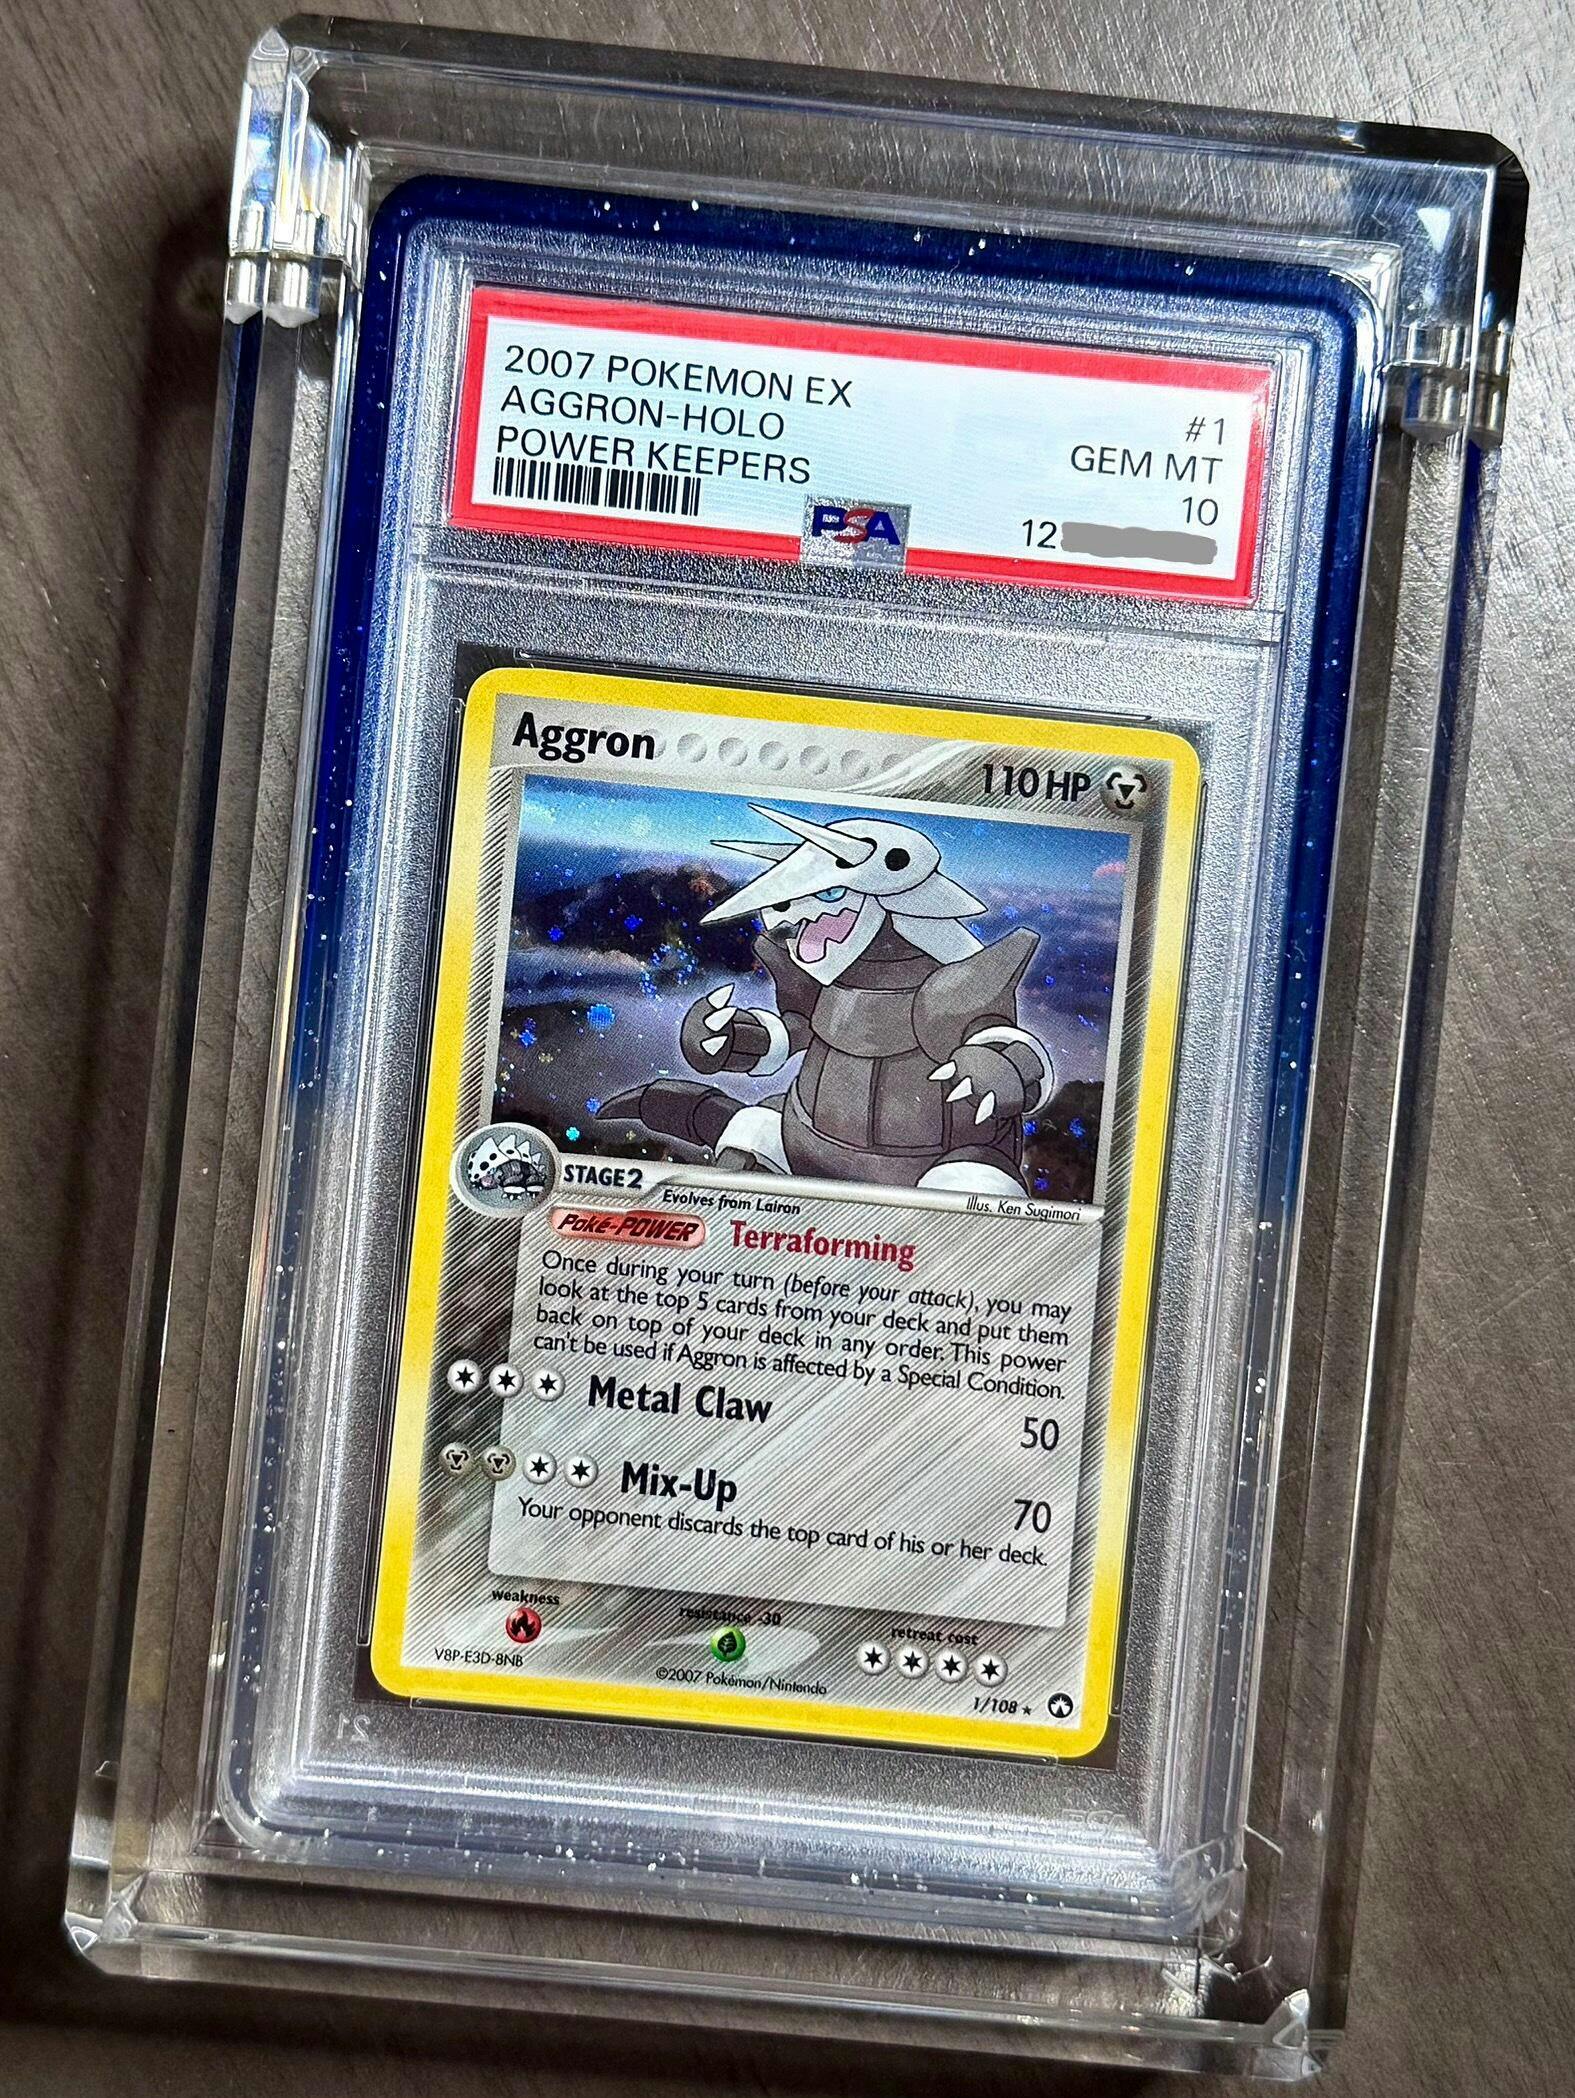 2007 POKEMON EX
AGGRON-HOLO
POWER KEEPERS
#1
GEM MT
10
12
PSA
Aggron
110 HP
STAGE 2
Evolves from Lairon
Illus. Ken Sugimori
Poké-POWER Terraforming
Once during your turn (before your attack), you may
look at the top 5 cards from your deck and put them
back on top of your deck in any order. This power
can't be used if Aggron is affected by a Special Condition.
Metal Claw 50
Mix-Up 70
Your opponent discards the top card of his or her deck.
weakness
resistance -30
retreat cost
V8P-E3D-8NB
©2007 Pokémon/Nintendo
1/108 ★
21
PSA